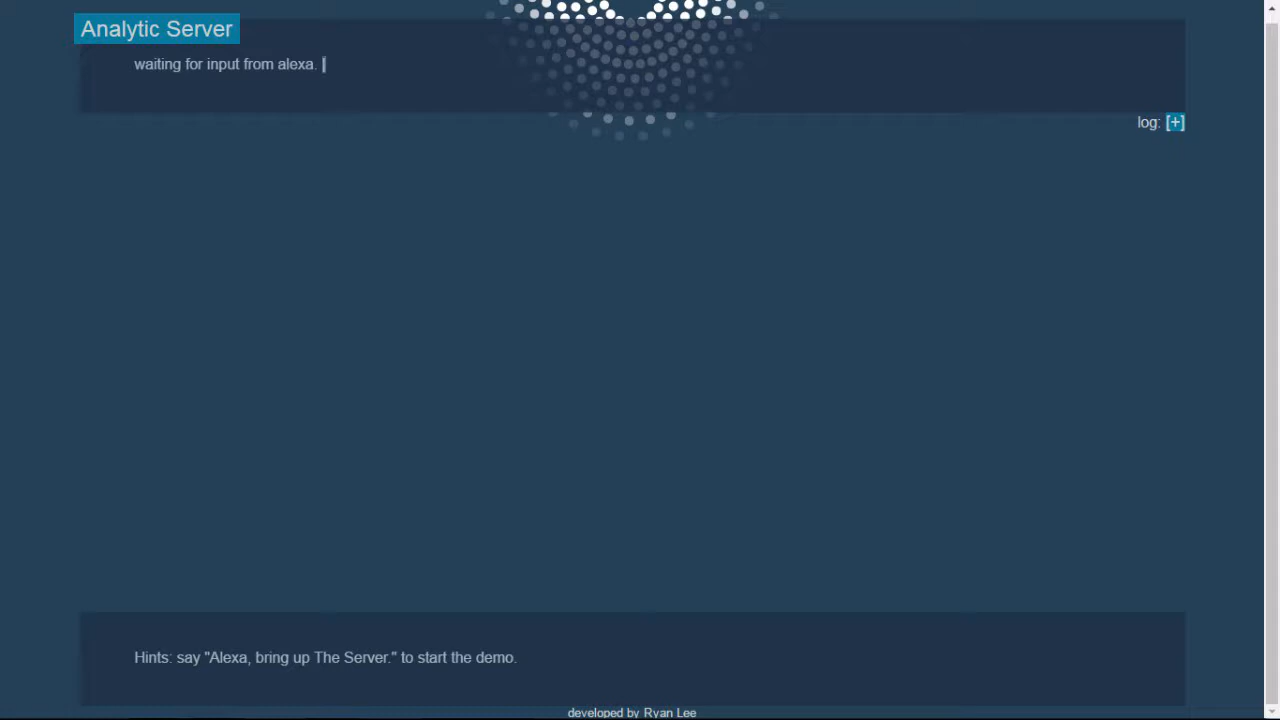 Analytic Server
waiting for input from alexa.
log: [+]
Hints: say "Alexa, bring up The Server." to start the demo.
developed by Ryan Lee